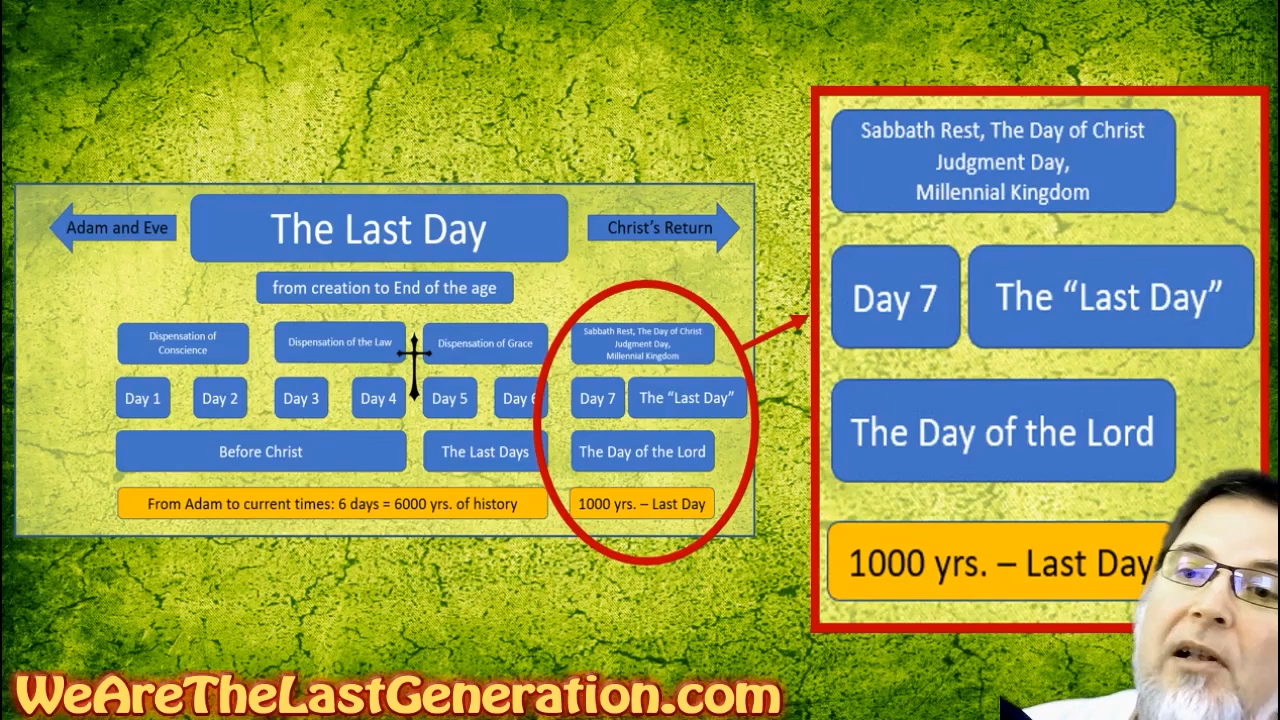 Adam and Eve
The Last Day
Christ's Return
from creation to End of the age
Dispensation of
Conscience
Dispensation of the Law
Dispensation of Grace
Sabbath Rest, The Day of Christ
Judgment Day,
Millennial Kingdom
Day 1
Day 2
Day 3
Day 4
Day 5
Day 6
Day 7
The "Last Day"
Before Christ
The Last Days
The Day of the Lord
From Adam to current times: 6 days = 6000 yrs. of history
1000 yrs. – Last Day
Sabbath Rest, The Day of Christ
Judgment Day,
Millennial Kingdom
Day 7
The "Last Day"
The Day of the Lord
1000 yrs. – Last Day
WeAreTheLastGeneration.com